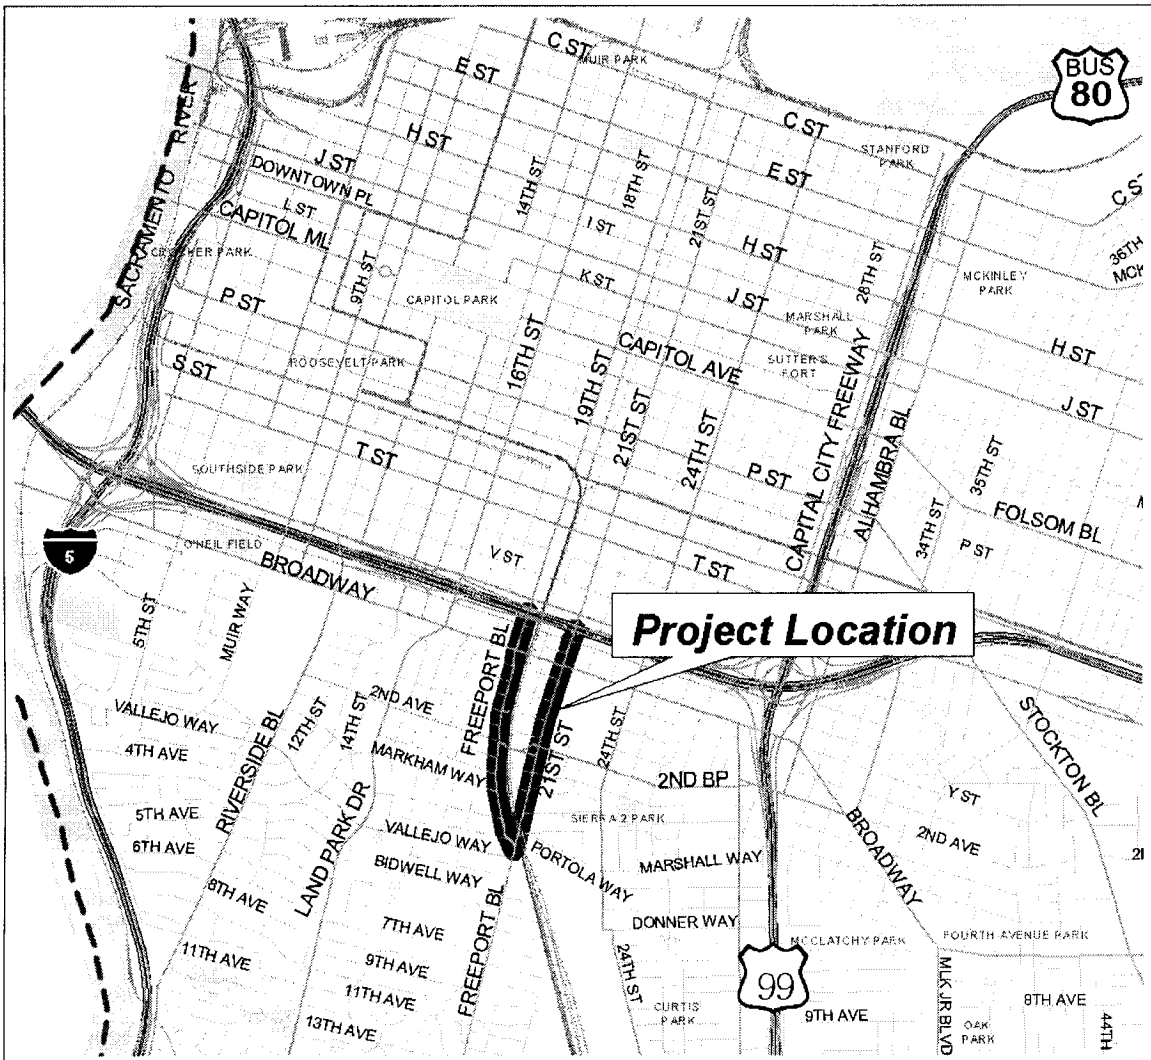 C ST
MUIR PARK
E ST
BUS
80
SACRAMENTO RIVER
H ST
C ST
STANFORD
PARK
J ST
DOWNTOWN PL
14TH ST
18TH ST
E ST
L ST
CAPITOL ML
21ST ST
I ST
H ST
28TH ST
36TH
9TH ST
CAPITOL PARK
K ST
J ST
MCKINLEY
PARK
P ST
MARSHALL
PARK
ROOSEVELT PARK
16TH ST
CAPITOL AVE
SUTTER'S
FORT
H ST
S ST
19TH ST
J ST
21ST ST
24TH ST
CAPITAL CITY FREEWAY
ALHAMBRA BL
T ST
P ST
35TH ST
SOUTHSIDE PARK
34TH ST
FOLSOM BL
5
O'NEIL FIELD
BROADWAY
V ST
T ST
P ST
Project Location
5TH ST
MUIR WAY
FREEPORT BL
2ND AVE
21ST ST
24TH ST
STOCKTON BL
VALLEJO WAY
4TH AVE
RIVERSIDE BL
12TH ST
14TH ST
MARKHAM WAY
2ND BP
Y ST
5TH AVE
6TH AVE
LAND PARK DR
VALLEJO WAY
SIERRA 2 PARK
BROADWAY
2ND AVE
BIDWELL WAY
PORTOLA WAY
MARSHALL WAY
8TH AVE
7TH AVE
FREEPORT BL
DONNER WAY
11TH AVE
9TH AVE
24TH ST
MCCLATCHY PARK
FOURTH AVENUE PARK
11TH AVE
99
MLK JR BLVD
8TH AVE
13TH AVE
CURTIS
PARK
9TH AVE
OAK
PARK
44TH